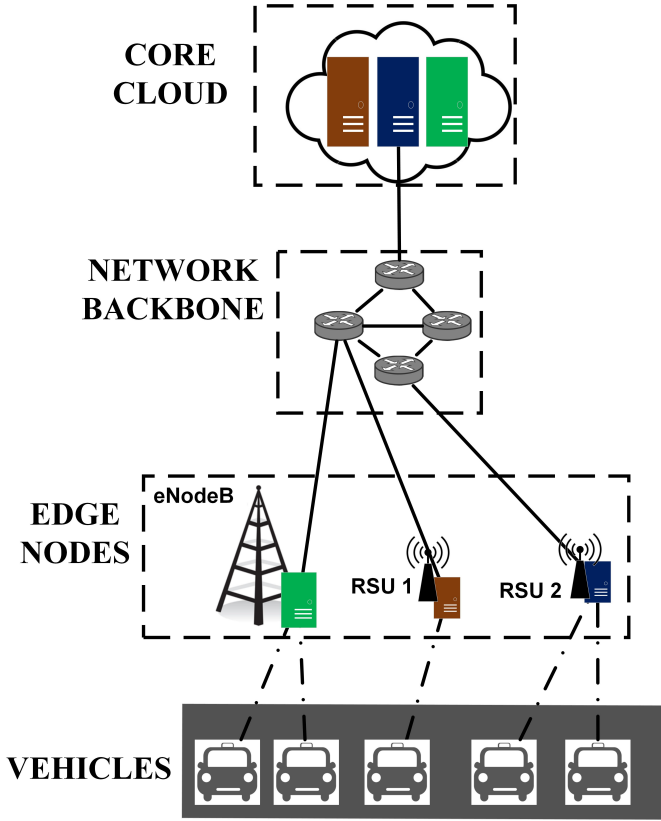 CORE
CLOUD
NETWORK
BACKBONE
EDGE
NODES
eNodeB
RSU 1
RSU 2
VEHICLES